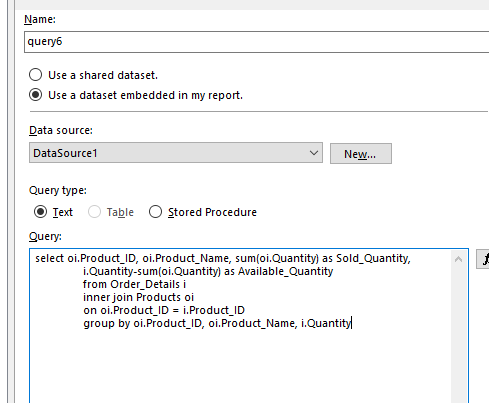 Name:
query6
Use a shared dataset.
Use a dataset embedded in my report.
Data source:
DataSource1
New...
Query type:
Text
Table
Stored Procedure
Query:
select oi.Product_ID, oi.Product_Name, sum(oi.Quantity) as Sold_Quantity,
i.Quantity-sum(oi.Quantity) as Available_Quantity
from Order_Details i
inner join Products oi
on oi.Product_ID = i.Product_ID
group by oi.Product_ID, oi.Product_Name, i.Quantity